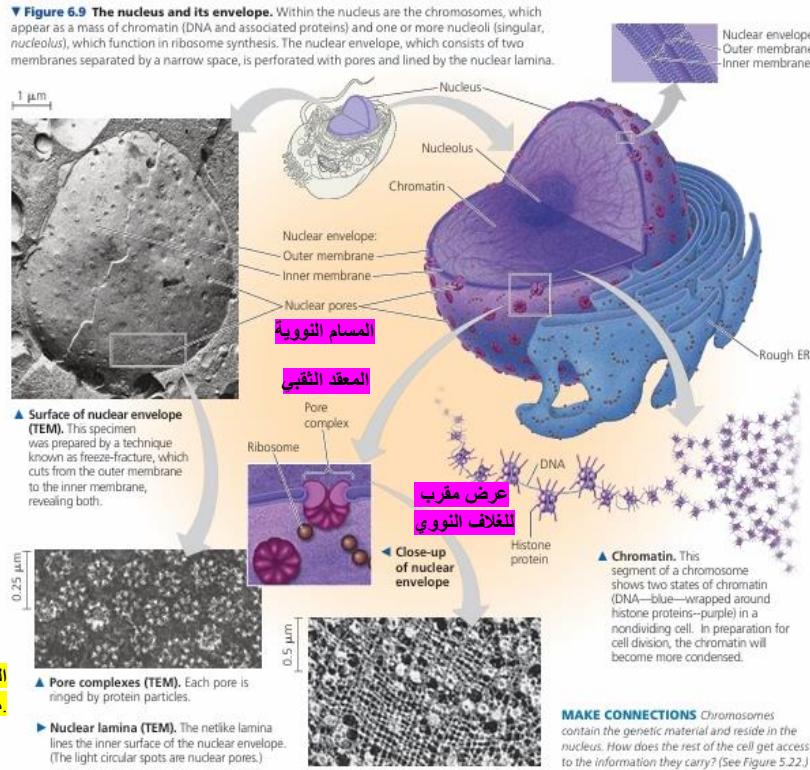 ▼ Figure 6.9 The nucleus and its envelope. Within the nucleus are the chromosomes, which
appear as a mass of chromatin (DNA and associated proteins) and one or more nucleoli (singular,
nucleolus), which function in ribosome synthesis. The nuclear envelope, which consists of two
membranes separated by a narrow space, is perforated with pores and lined by the nuclear lamina.
Nuclear envelope
Outer membrane
Inner membrane
1 μm
Nucleus
Nucleolus
Chromatin
Nuclear envelope:
Outer membrane
Inner membrane
Nuclear pores
المسام النووية
المعقد الثقبي
Rough ER
▲ Surface of nuclear envelope
(TEM). This specimen
was prepared by a technique
known as freeze-fracture, which
cuts from the outer membrane
to the inner membrane,
revealing both.
Pore
complex
Ribosome
DNA
عرض مقرب
للغلاف النووي
Histone
protein
◄ Close-up
of nuclear
envelope
▲ Chromatin. This
segment of a chromosome
shows two states of chromatin
(DNA—blue—wrapped around
histone proteins--purple) in a
nondividing cell. In preparation for
cell division, the chromatin will
become more condensed.
0.25 μm
0.5 μm
▲ Pore complexes (TEM). Each pore is
ringed by protein particles.
► Nuclear lamina (TEM). The netlike lamina
lines the inner surface of the nuclear envelope.
(The light circular spots are nuclear pores.)
MAKE CONNECTIONS Chromosomes
contain the genetic material and reside in the
nucleus. How does the rest of the cell get access
to the information they carry? (See Figure 5.22.)